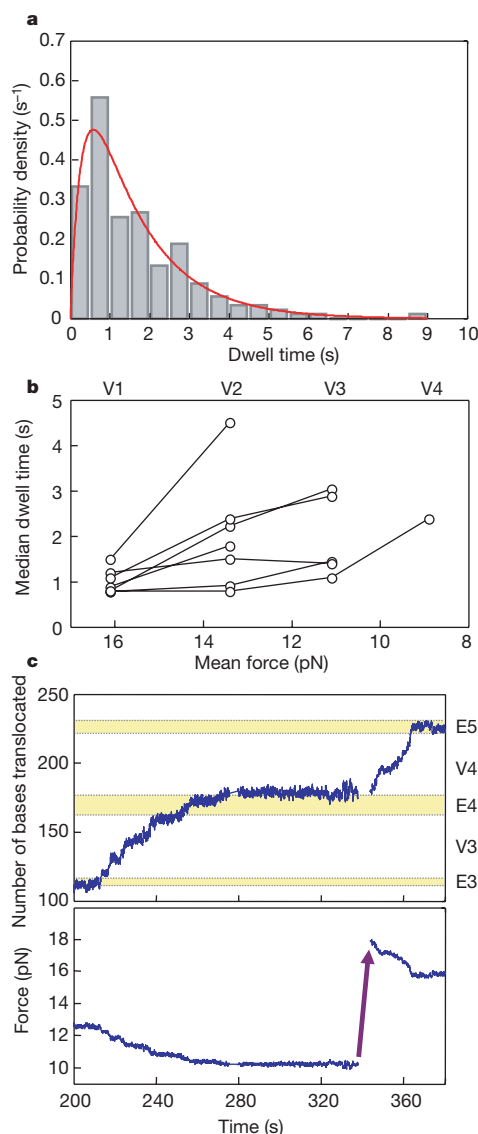 a
0.7
0.6
0.5
0.4
0.3
0.2
0.1
0
Probability density (s⁻¹)
0 1 2 3 4 5 6 7 8 9 10
Dwell time (s)
b
V1 V2 V3 V4
5
4
3
2
1
0
Median dwell time (s)
16 14 12 10 8
Mean force (pN)
c
250
200
150
100
Number of bases translocated
E5
V4
E4
V3
E3
18
16
14
12
10
Force (pN)
200 240 280 320 360
Time (s)